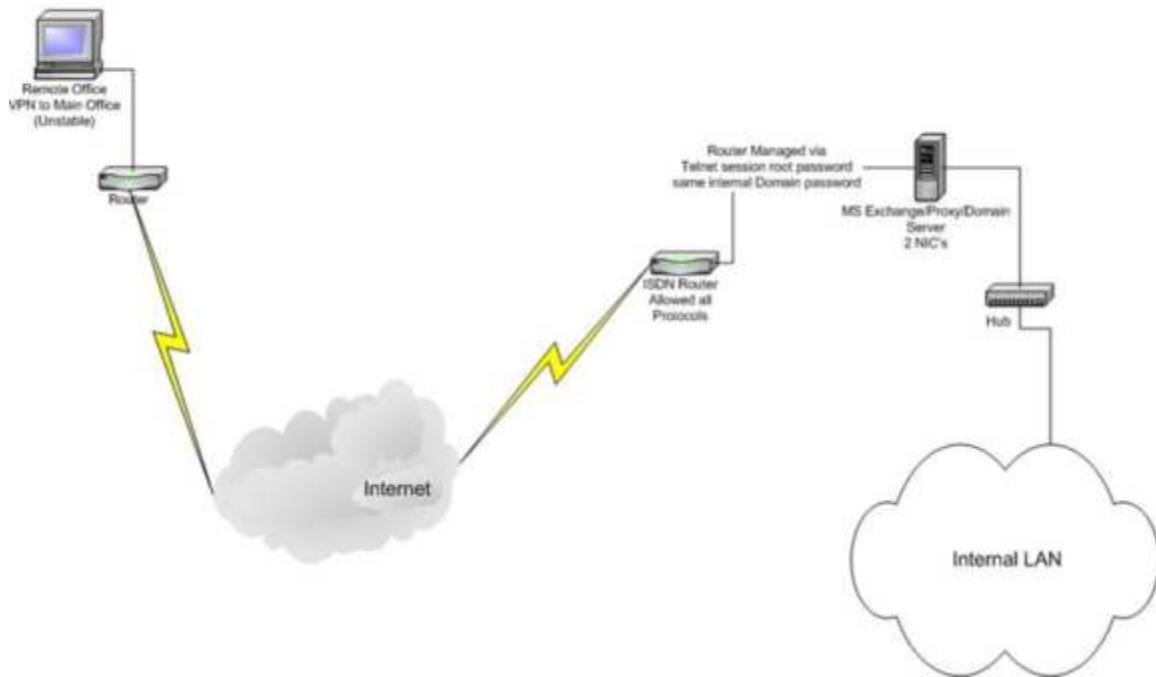 Remote Office
VPN to Main Office
(Unstable)
Router
Internet
ISDN Router
Allowed all
Protocols
Router Managed via
Telnet session root password
same internal Domain password
MS Exchange/Proxy/Domain
Server
2 NIC's
Hub
Internal LAN